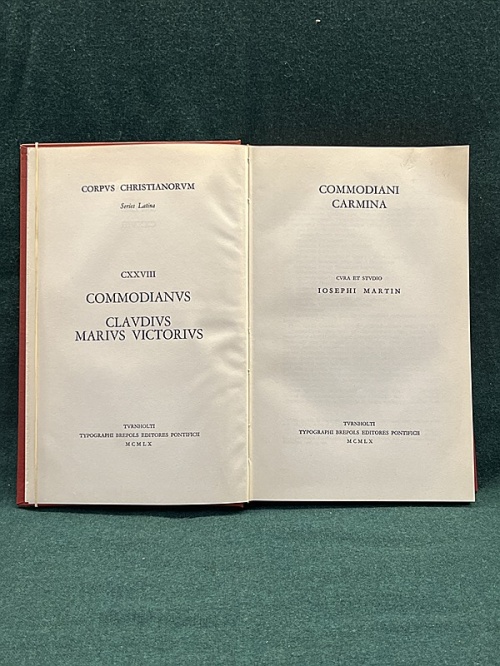 CORPVS CHRISTIANORVM
Series Latina
CXXVIII
COMMODIANVS
CLAVDIVS
MARIVS VICTORIVS
TVRNHOLTI
TYPOGRAPHI BREPOLS EDITORES PONTIFICII
MCMLX
COMMODIANI
CARMINA
CVRA ET STVDIO
IOSEPHI MARTIN
TVRNHOLTI
TYPOGRAPHI BREPOLS EDITORES PONTIFICII
MCMLX